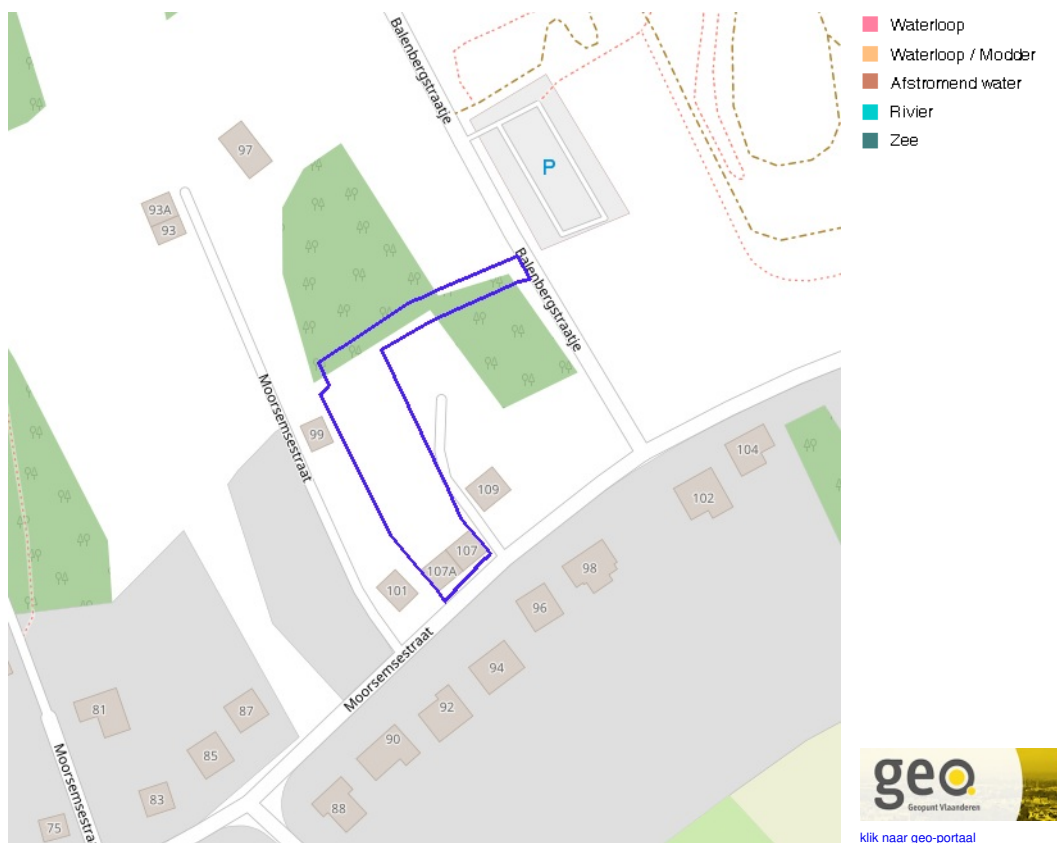 Balenbergstraatje
Waterloop
Waterloop / Modder
Afstromend water
Rivier
Zee
97
P
93A
93
Balenbergstraatje
Moorsemsestraat
99
104
109
102
107
107A
98
101
96
Moorsemsestraat
94
81
87
92
90
85
Moorsemsestraat
83
88
75
geo
Geopunt Vlaanderen
klik naar geo-portaal